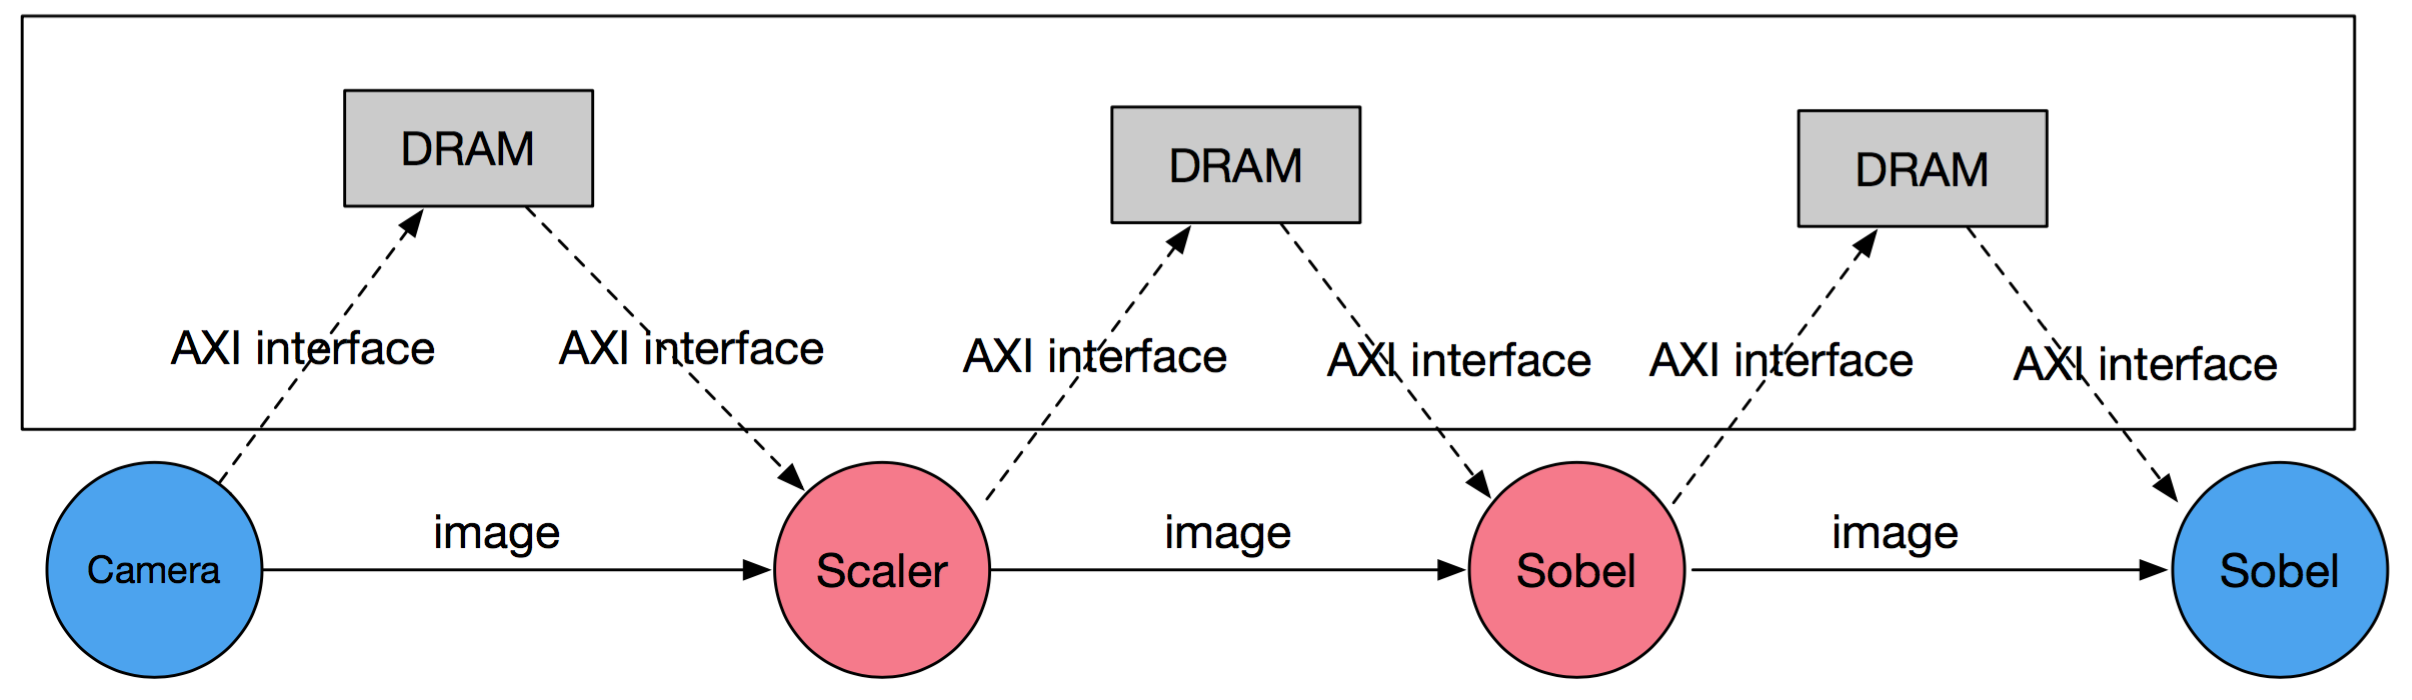 DRAM
DRAM
DRAM
AXI interface
AXI interface
AXI interface
AXI interface
AXI interface
AXI interface
image
image
image
Camera
Scaler
Sobel
Sobel